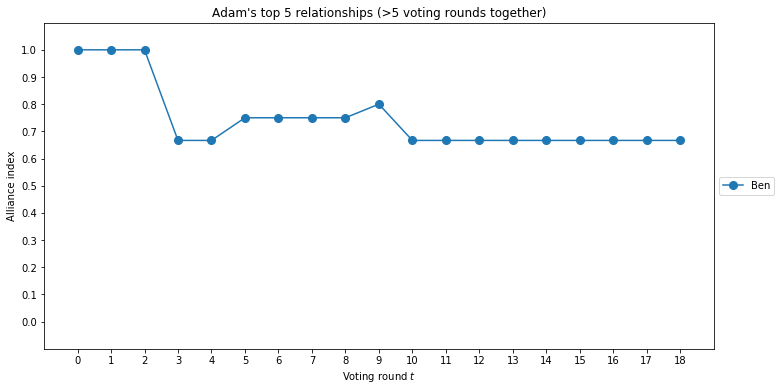 Adam's top 5 relationships (>5 voting rounds together)
1.0
0.9
0.8
0.7
0.6
0.5
0.4
0.3
0.2
0.1
0.0
Alliance index
Ben
0 1 2 3 4 5 6 7 8 9 10 11 12 13 14 15 16 17 18
Voting round t